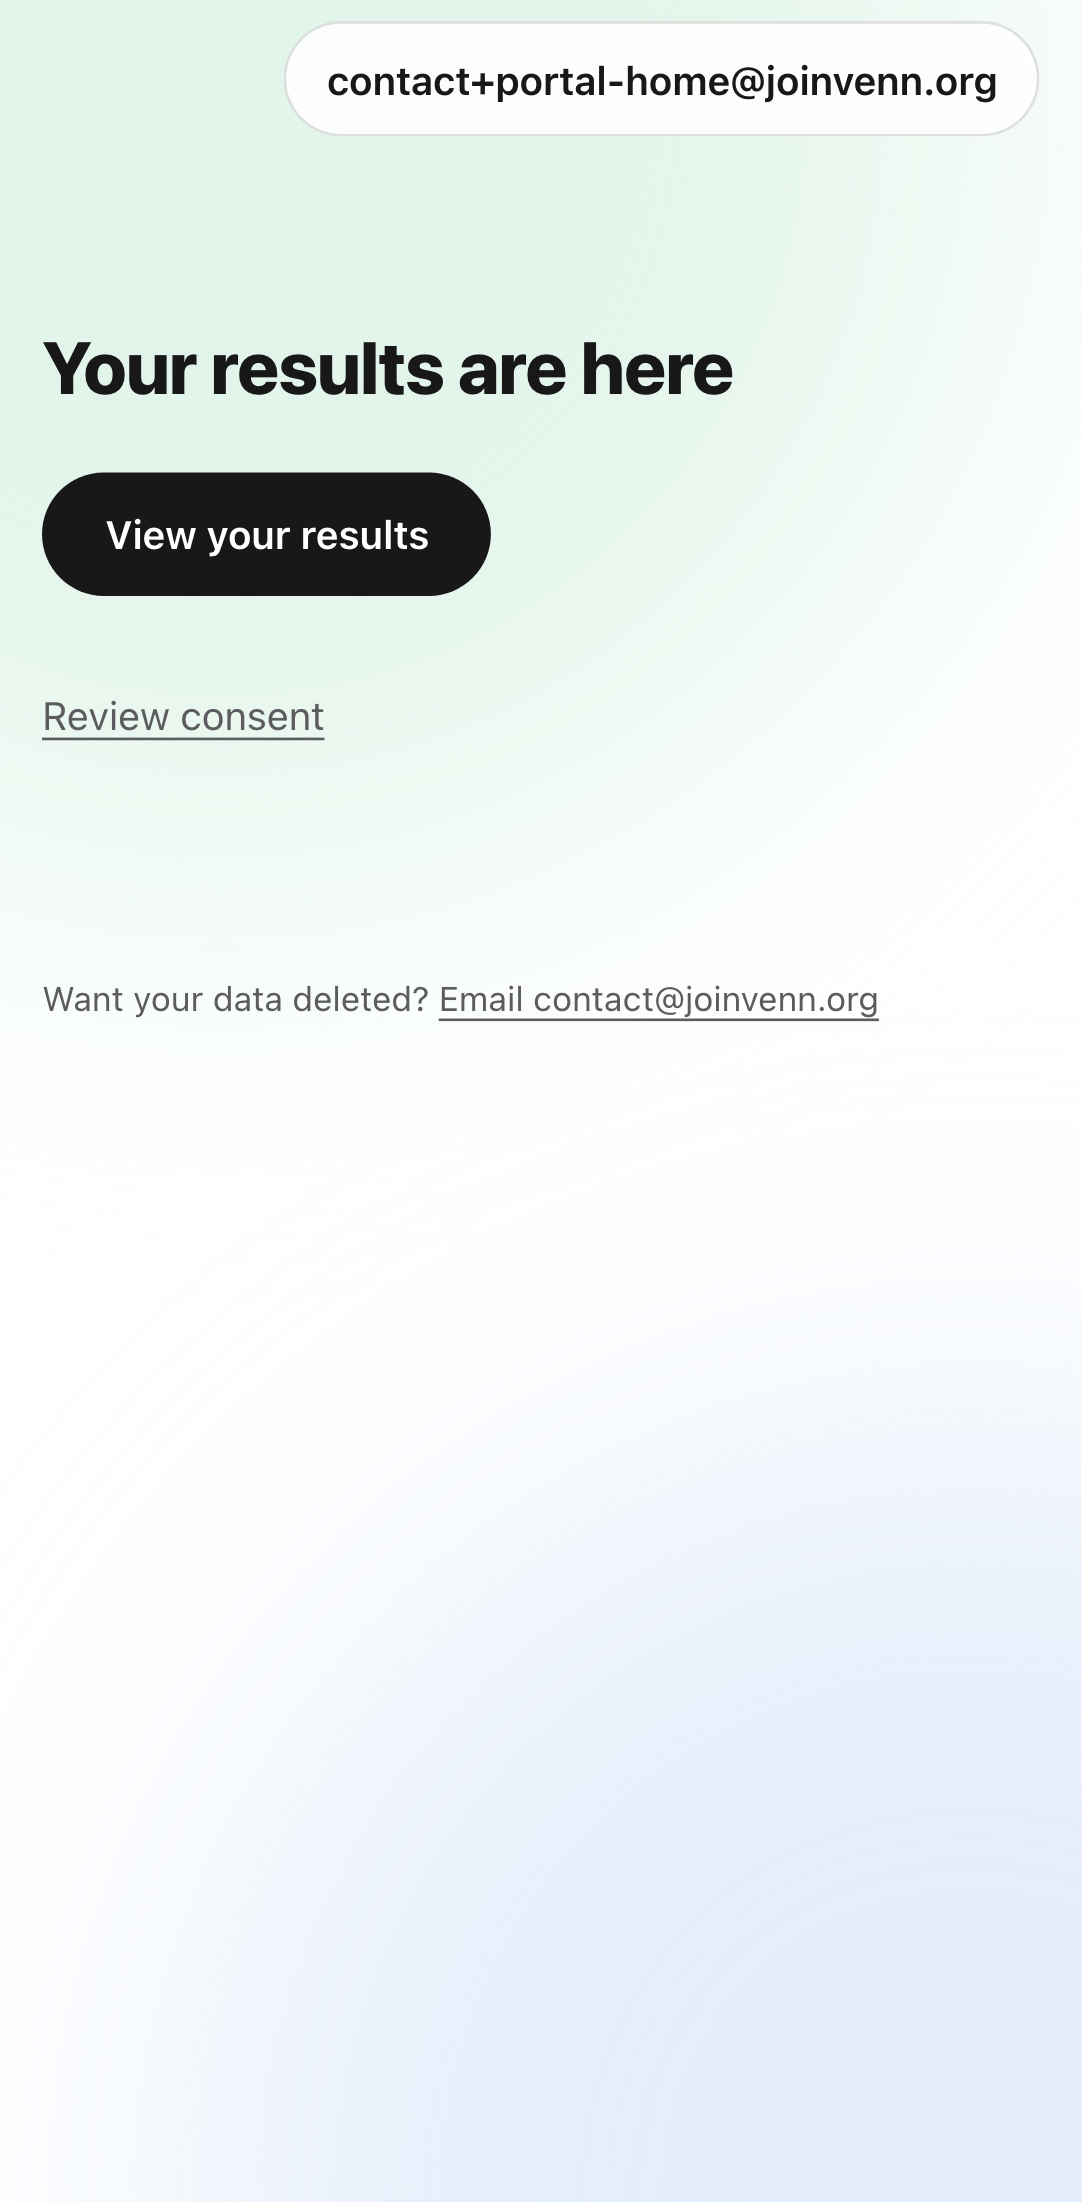 contact+portal-home@joinvenn.org
Your results are here
View your results
Review consent
Want your data deleted? Email contact@joinvenn.org